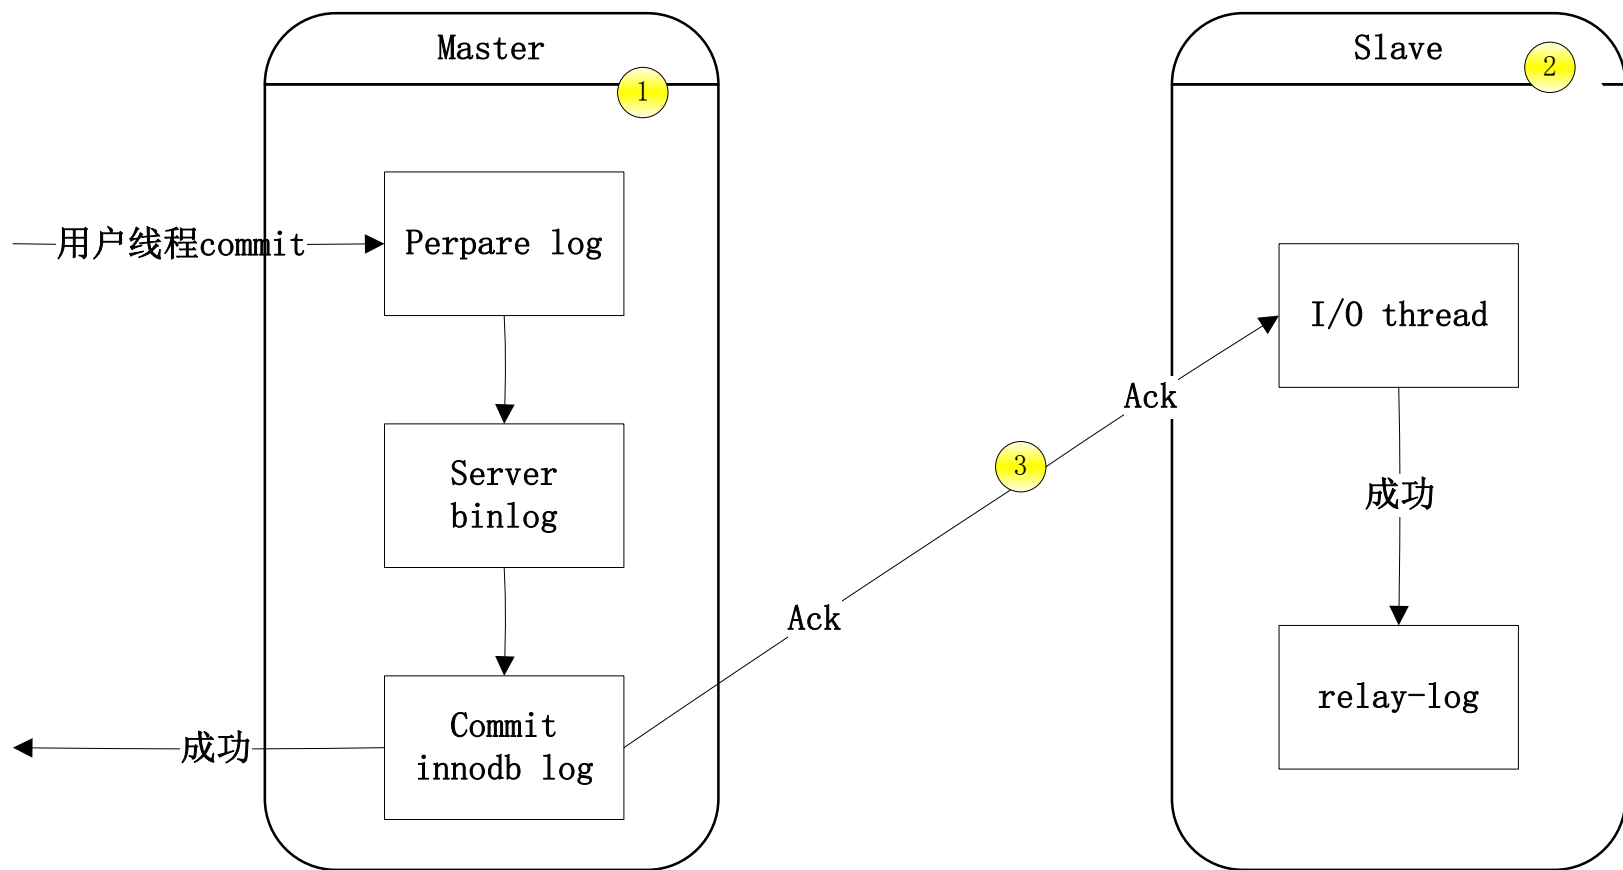 Master
1
Slave
2
用户线程commit
Perpare log
I/O thread
Ack
3
Server
binlog
成功
Ack
relay-log
Commit
innodb log
成功